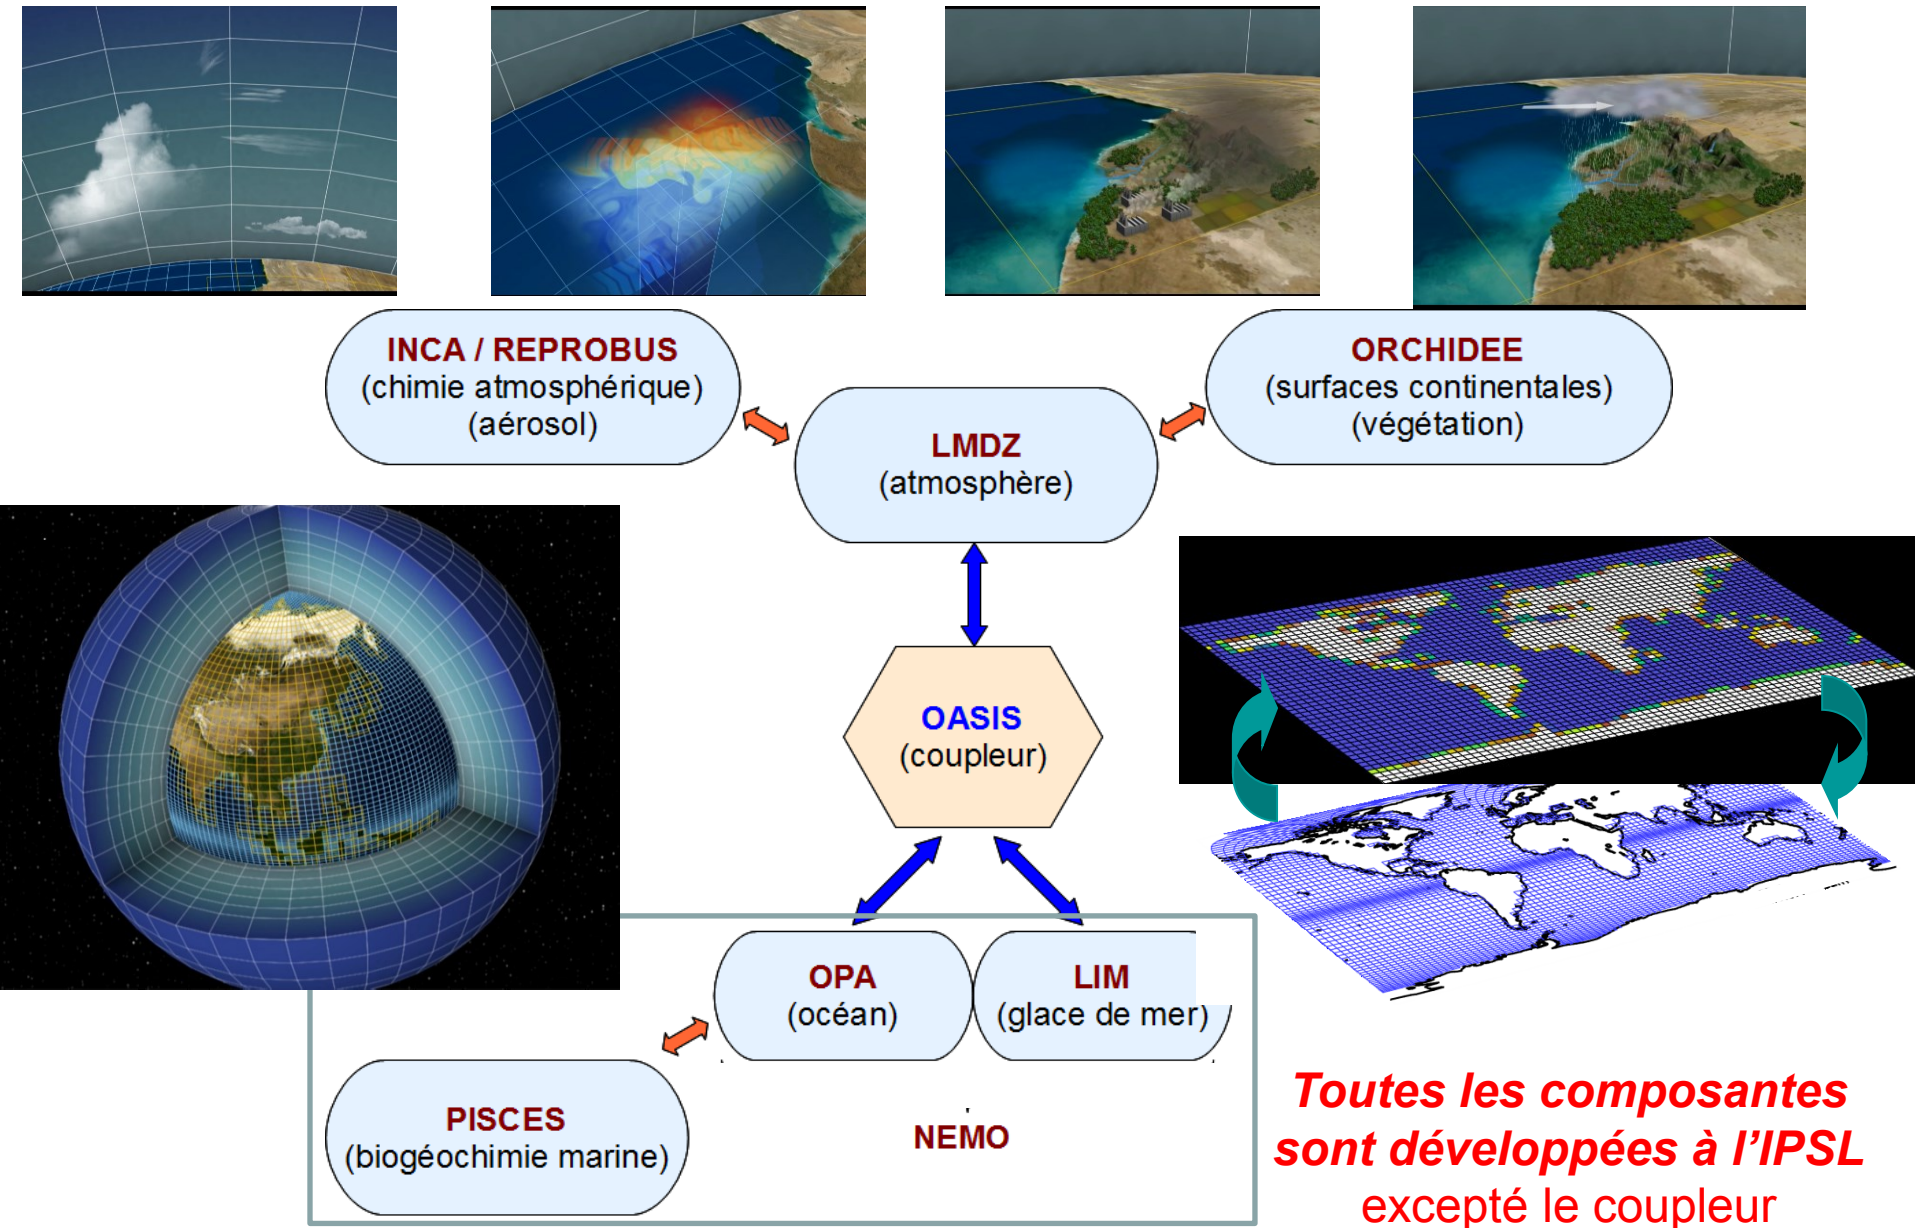 INCA / REPROBUS
(chimie atmosphérique)
(aérosol)
ORCHIDEE
(surfaces continentales)
(végétation)
LMDZ
(atmosphère)
OASIS
(coupleur)
OPA
(océan)
LIM
(glace de mer)
PISCES
(biogéochimie marine)
NEMO
Toutes les composantes
sont développées à l’IPSL
excepté le coupleur